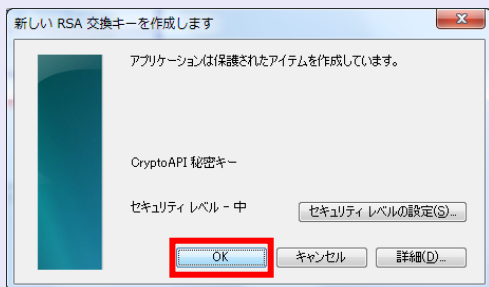 新しい RSA 交換キーを作成します
アプリケーションは保護されたアイテムを作成しています。
CryptoAPI 秘密キー
セキュリティ レベル - 中
セキュリティ レベルの設定(S)...
OK
キャンセル
詳細(D)...